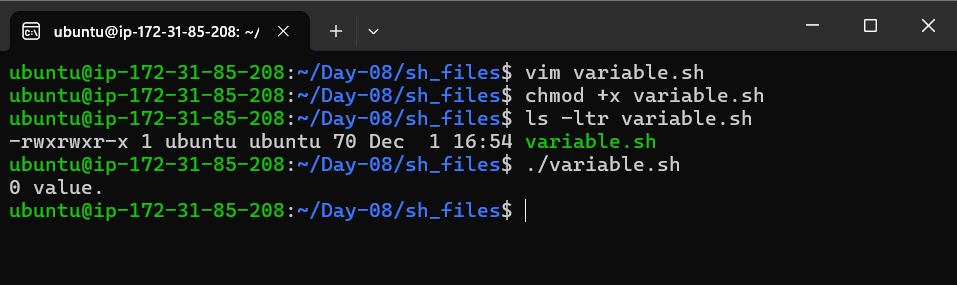 ubuntu@ip-172-31-85-208: ~/
ubuntu@ip-172-31-85-208:~/Day-08/sh_files$ vim variable.sh
ubuntu@ip-172-31-85-208:~/Day-08/sh_files$ chmod +x variable.sh
ubuntu@ip-172-31-85-208:~/Day-08/sh_files$ ls -ltr variable.sh
-rwxrwxr-x 1 ubuntu ubuntu 70 Dec  1 16:54 variable.sh
ubuntu@ip-172-31-85-208:~/Day-08/sh_files$ ./variable.sh
0 value.
ubuntu@ip-172-31-85-208:~/Day-08/sh_files$